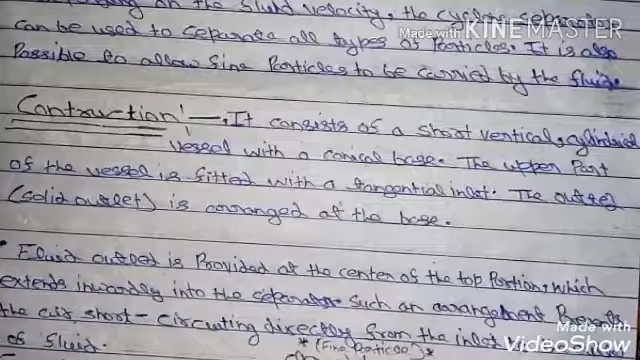 on the fluid velocity, the cyclone separator
can be used to separate all types of Particles. It is also
Possible to allow fine Particles to be carried by the fluid.
Contruction :— It consists of a short vertical, cylindrical
vessel with a conical base. The upper Part
of the vessel is fitted with a tangential inlet. The outlet
(solid outlet) is arranged at the base.
• Fluid outled is Provided at the center of the top Portion, which
extends inwardly into the separator such an arrangement Prevents
the air short-circuting directly from the inlet
of fluid. *(Fine Particle)*
Made with KINEMASTER
Made with
VideoShow